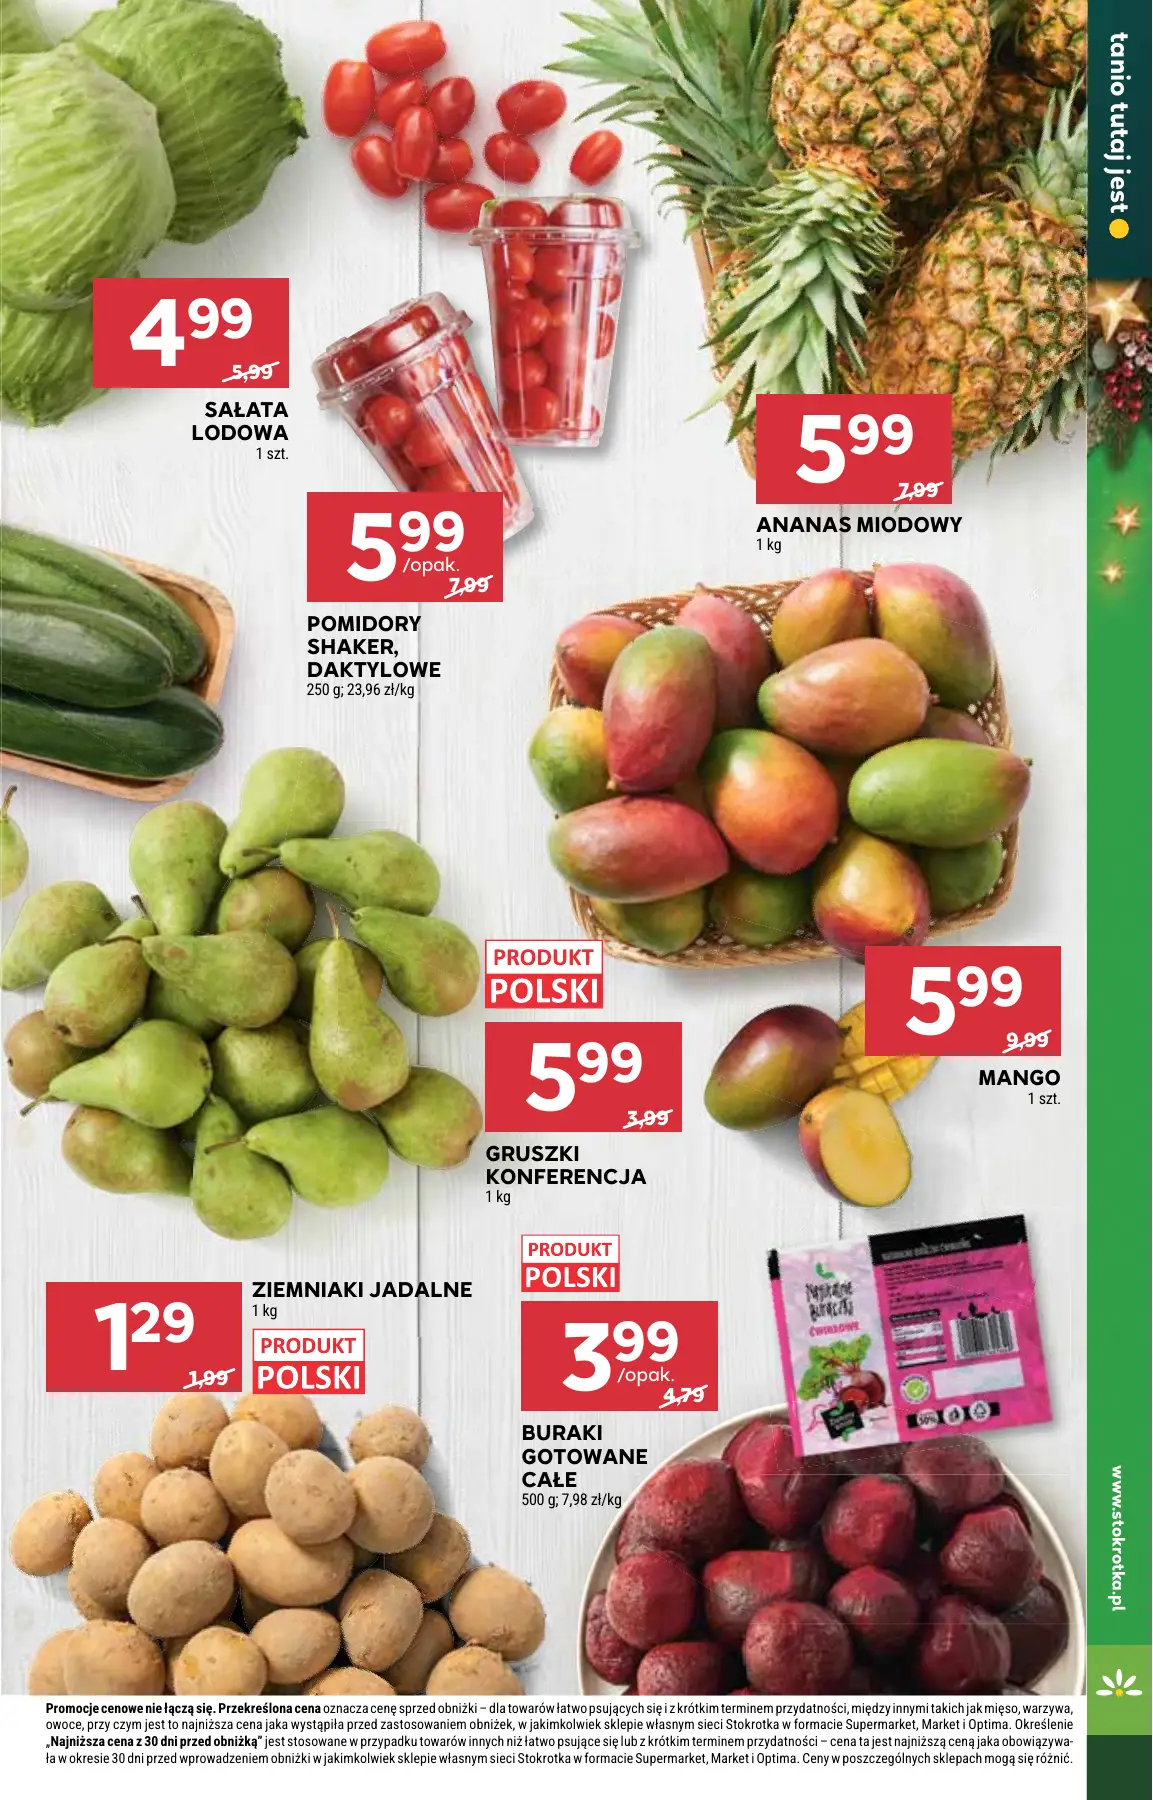 tanio tutaj jest
4 99
5,99
SAŁATA
LODOWA
1 szt.
5 99
/opak.
7,99
POMIDORY
SHAKER,
DAKTYLOWE
250 g; 23,96 zł/kg
5 99
7,99
ANANAS MIODOWY
1 kg
5 99
9,99
MANGO
1 szt.
PRODUKT
POLSKI
5 99
3,99
GRUSZKI
KONFERENCJA
1 kg
1 29
1,99
ZIEMNIAKI JADALNE
1 kg
PRODUKT
POLSKI
PRODUKT
POLSKI
3 99
/opak.
4,79
BURAKI
GOTOWANE
CAŁE
500 g; 7,98 zł/kg
www.stokrotka.pl
Promocje cenowe nie łączą się. Przekreślona cena oznacza cenę sprzed obniżki – dla towarów łatwo psujących się i z krótkim terminem przydatności, między innymi takich jak mięso, warzywa,
owoce, przy czym jest to najniższa cena jaka wystąpiła przed zastosowaniem obniżek, w jakimkolwiek sklepie własnym sieci Stokrotka w formacie Supermarket, Market i Optima. Określenie
„Najniższa cena z 30 dni przed obniżką” jest stosowane w przypadku towarów innych niż łatwo psujące się lub z krótkim terminem przydatności – cena ta jest najniższą ceną jaka obowiązywa-
ła w okresie 30 dni przed wprowadzeniem obniżki w jakimkolwiek sklepie własnym sieci Stokrotka w formacie Supermarket, Market i Optima. Ceny w poszczególnych sklepach mogą się różnić.